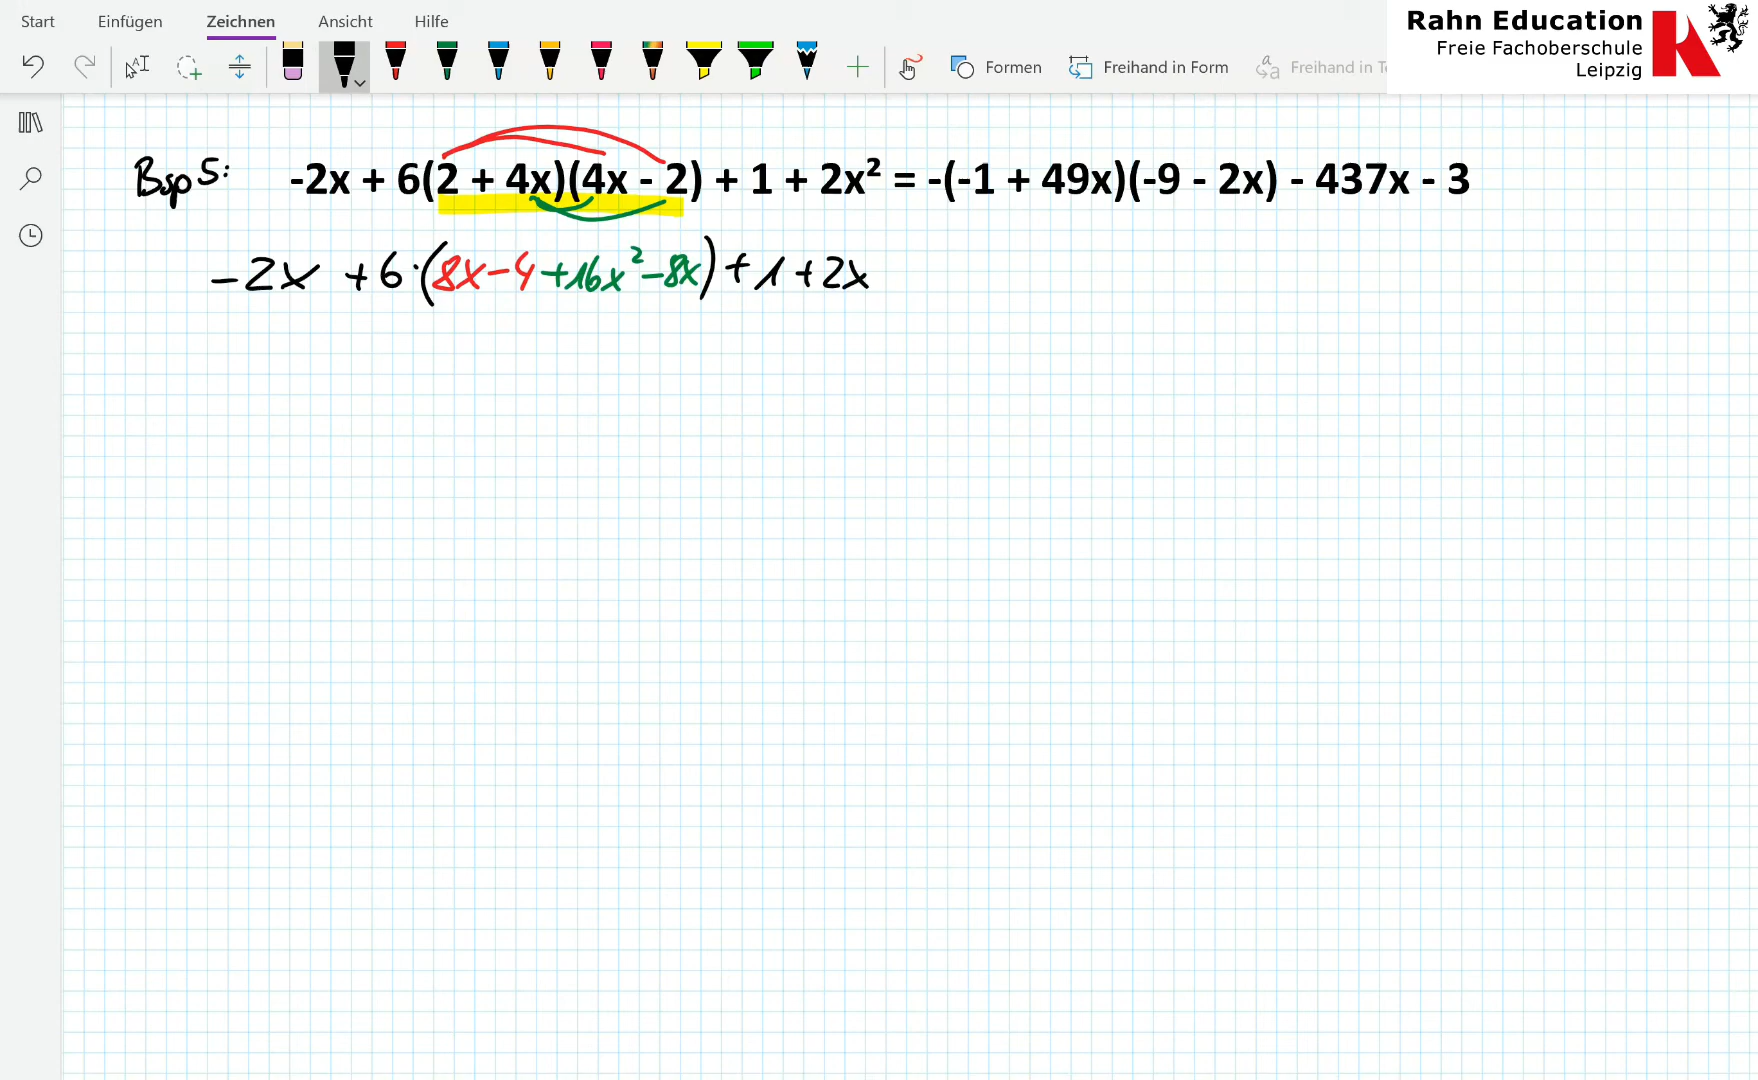 Start Einfügen Zeichnen Ansicht Hilfe
Rahn Education
Freie Fachoberschule
Leipzig
Formen Freihand in Form Freihand in Te
Bsp 5: -2x + 6(2 + 4x)(4x - 2) + 1 + 2x² = -(-1 + 49x)(-9 - 2x) - 437x - 3
-2x +6·(8x-4+16x²-8x)+1+2x